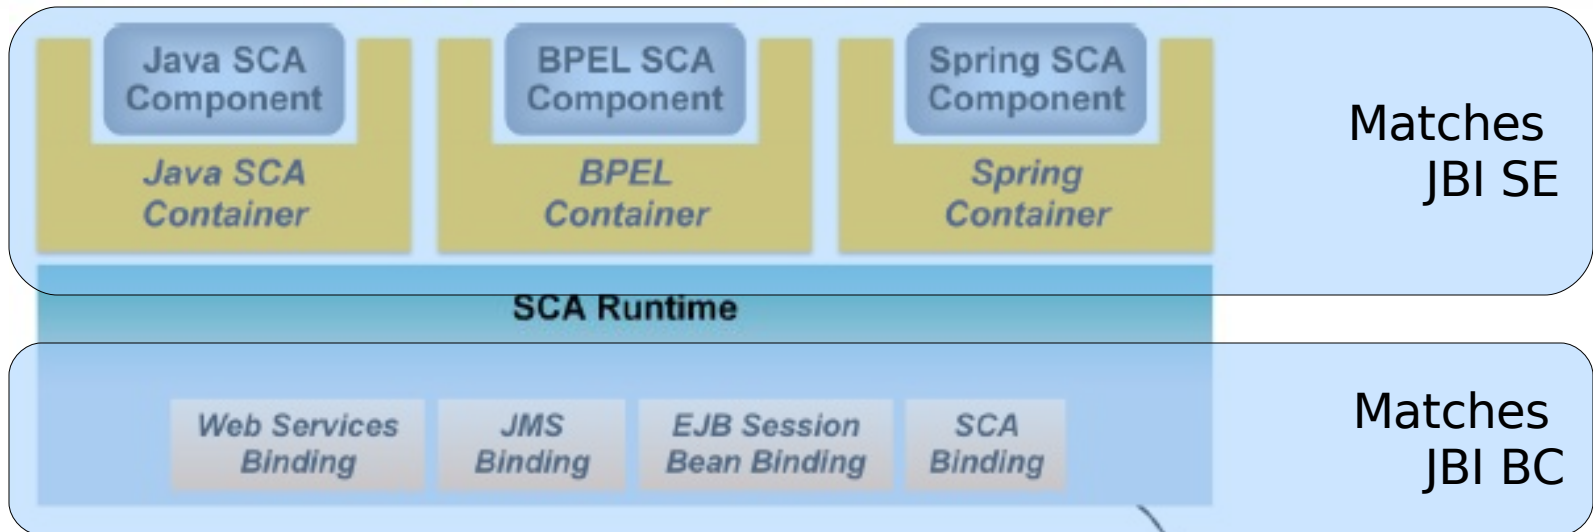 Java SCA
Component
BPEL SCA
Component
Spring SCA
Component
Java SCA
Container
BPEL
Container
Spring
Container
Matches
JBI SE
SCA Runtime
Web Services
Binding
JMS
Binding
EJB Session
Bean Binding
SCA
Binding
Matches
JBI BC